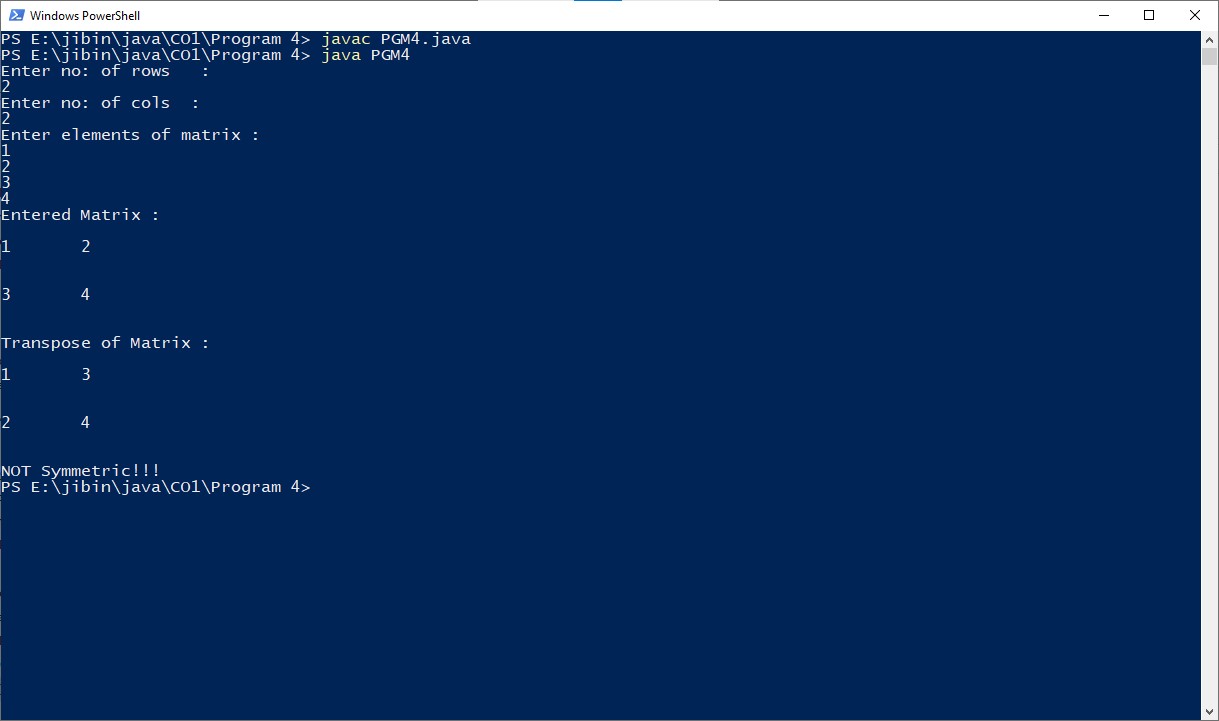 Windows PowerShell
PS E:\jibin\java\CO1\Program 4> javac PGM4.java
PS E:\jibin\java\CO1\Program 4> java PGM4
Enter no: of rows   :
2
Enter no: of cols  :
2
Enter elements of matrix :
1
2
3
4
Entered Matrix :
1       2
3       4
Transpose of Matrix :
1       3
2       4
NOT Symmetric!!!
PS E:\jibin\java\CO1\Program 4>